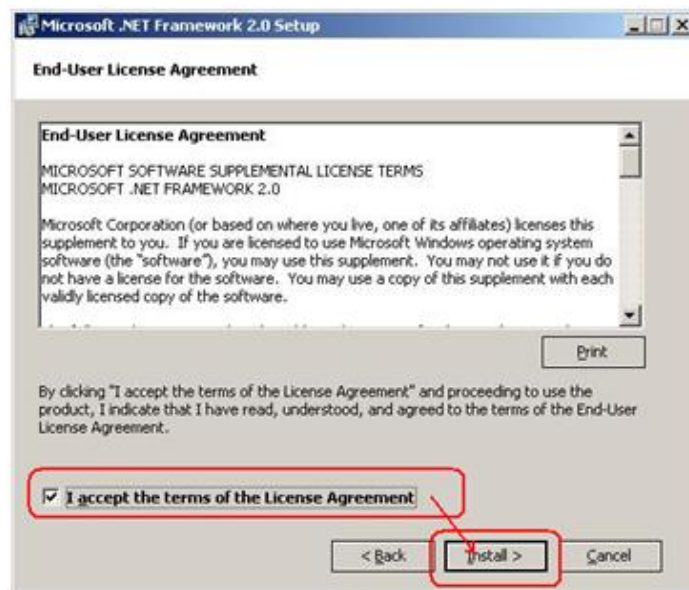 Microsoft .NET Framework 2.0 Setup
End-User License Agreement
End-User License Agreement
MICROSOFT SOFTWARE SUPPLEMENTAL LICENSE TERMS
MICROSOFT .NET FRAMEWORK 2.0
Microsoft Corporation (or based on where you live, one of its affiliates) licenses this
supplement to you. If you are licensed to use Microsoft Windows operating system
software (the "software"), you may use this supplement. You may not use it if you do
not have a license for the software. You may use a copy of this supplement with each
validly licensed copy of the software.
Print
By clicking "I accept the terms of the License Agreement" and proceeding to use the
product, I indicate that I have read, understood, and agreed to the terms of the End-User
License Agreement.
I accept the terms of the License Agreement
< Back
Install >
Cancel